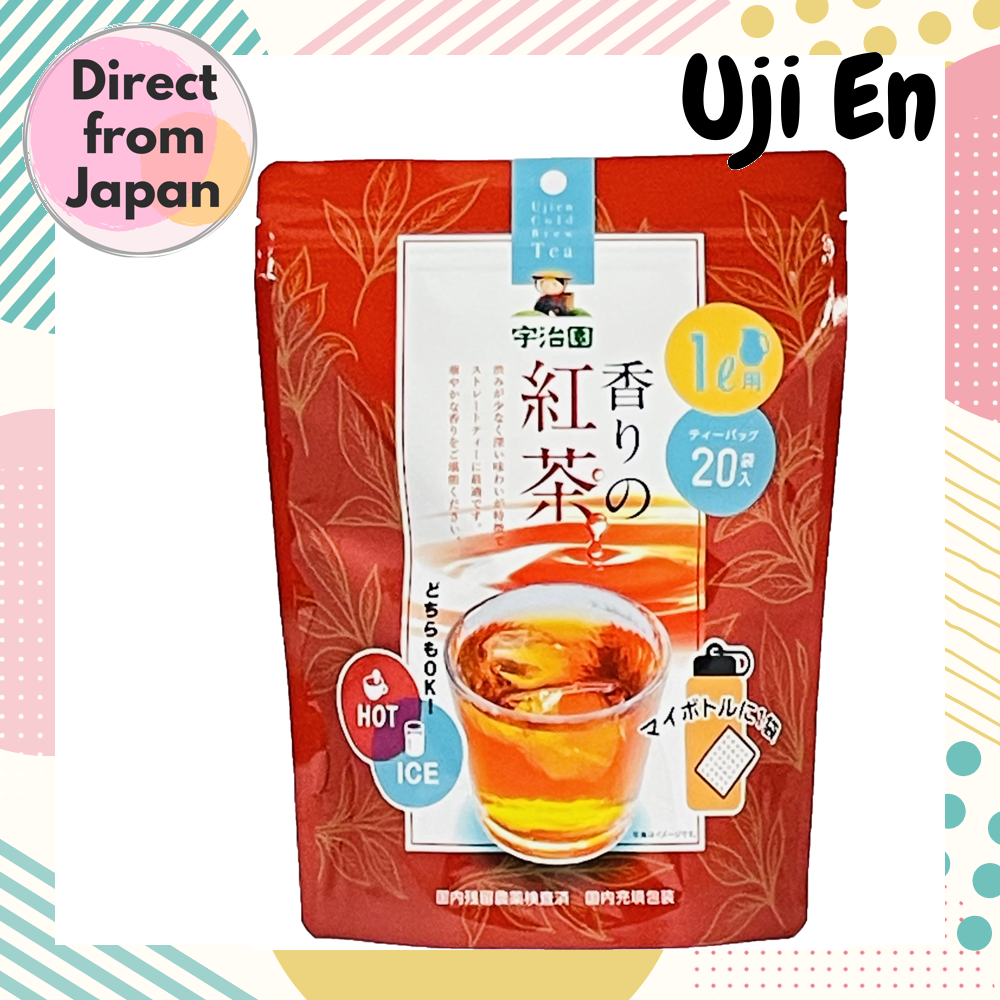 Direct
from
Japan
Uji En
Ujien
Cold
Brew
Tea
宇治園
香りの
紅茶
渋みが少なく深い味わいが特徴で
ストレートティーに最適です。
華やかな香りをご堪能ください。
1ℓ用
ティーバッグ
20袋入
どちらもOK!
HOT
ICE
マイボトルに1袋
写真はイメージです。
国内残留農薬検査済 国内充填包装